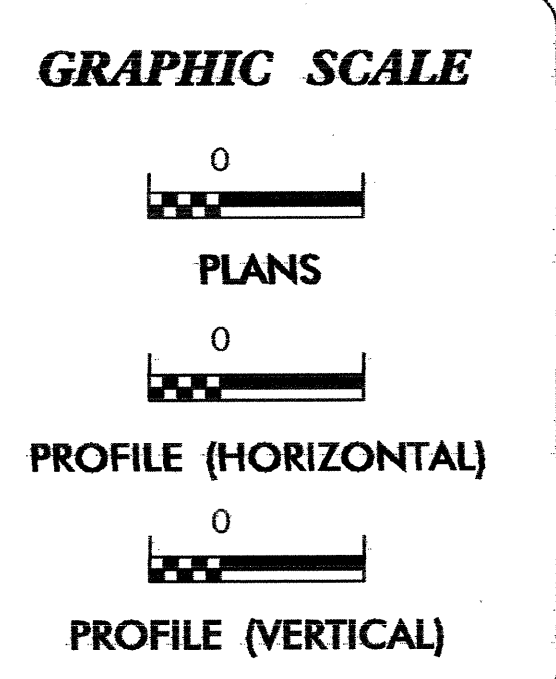 GRAPHIC SCALE
0
PLANS
0
PROFILE (HORIZONTAL)
0
PROFILE (VERTICAL)